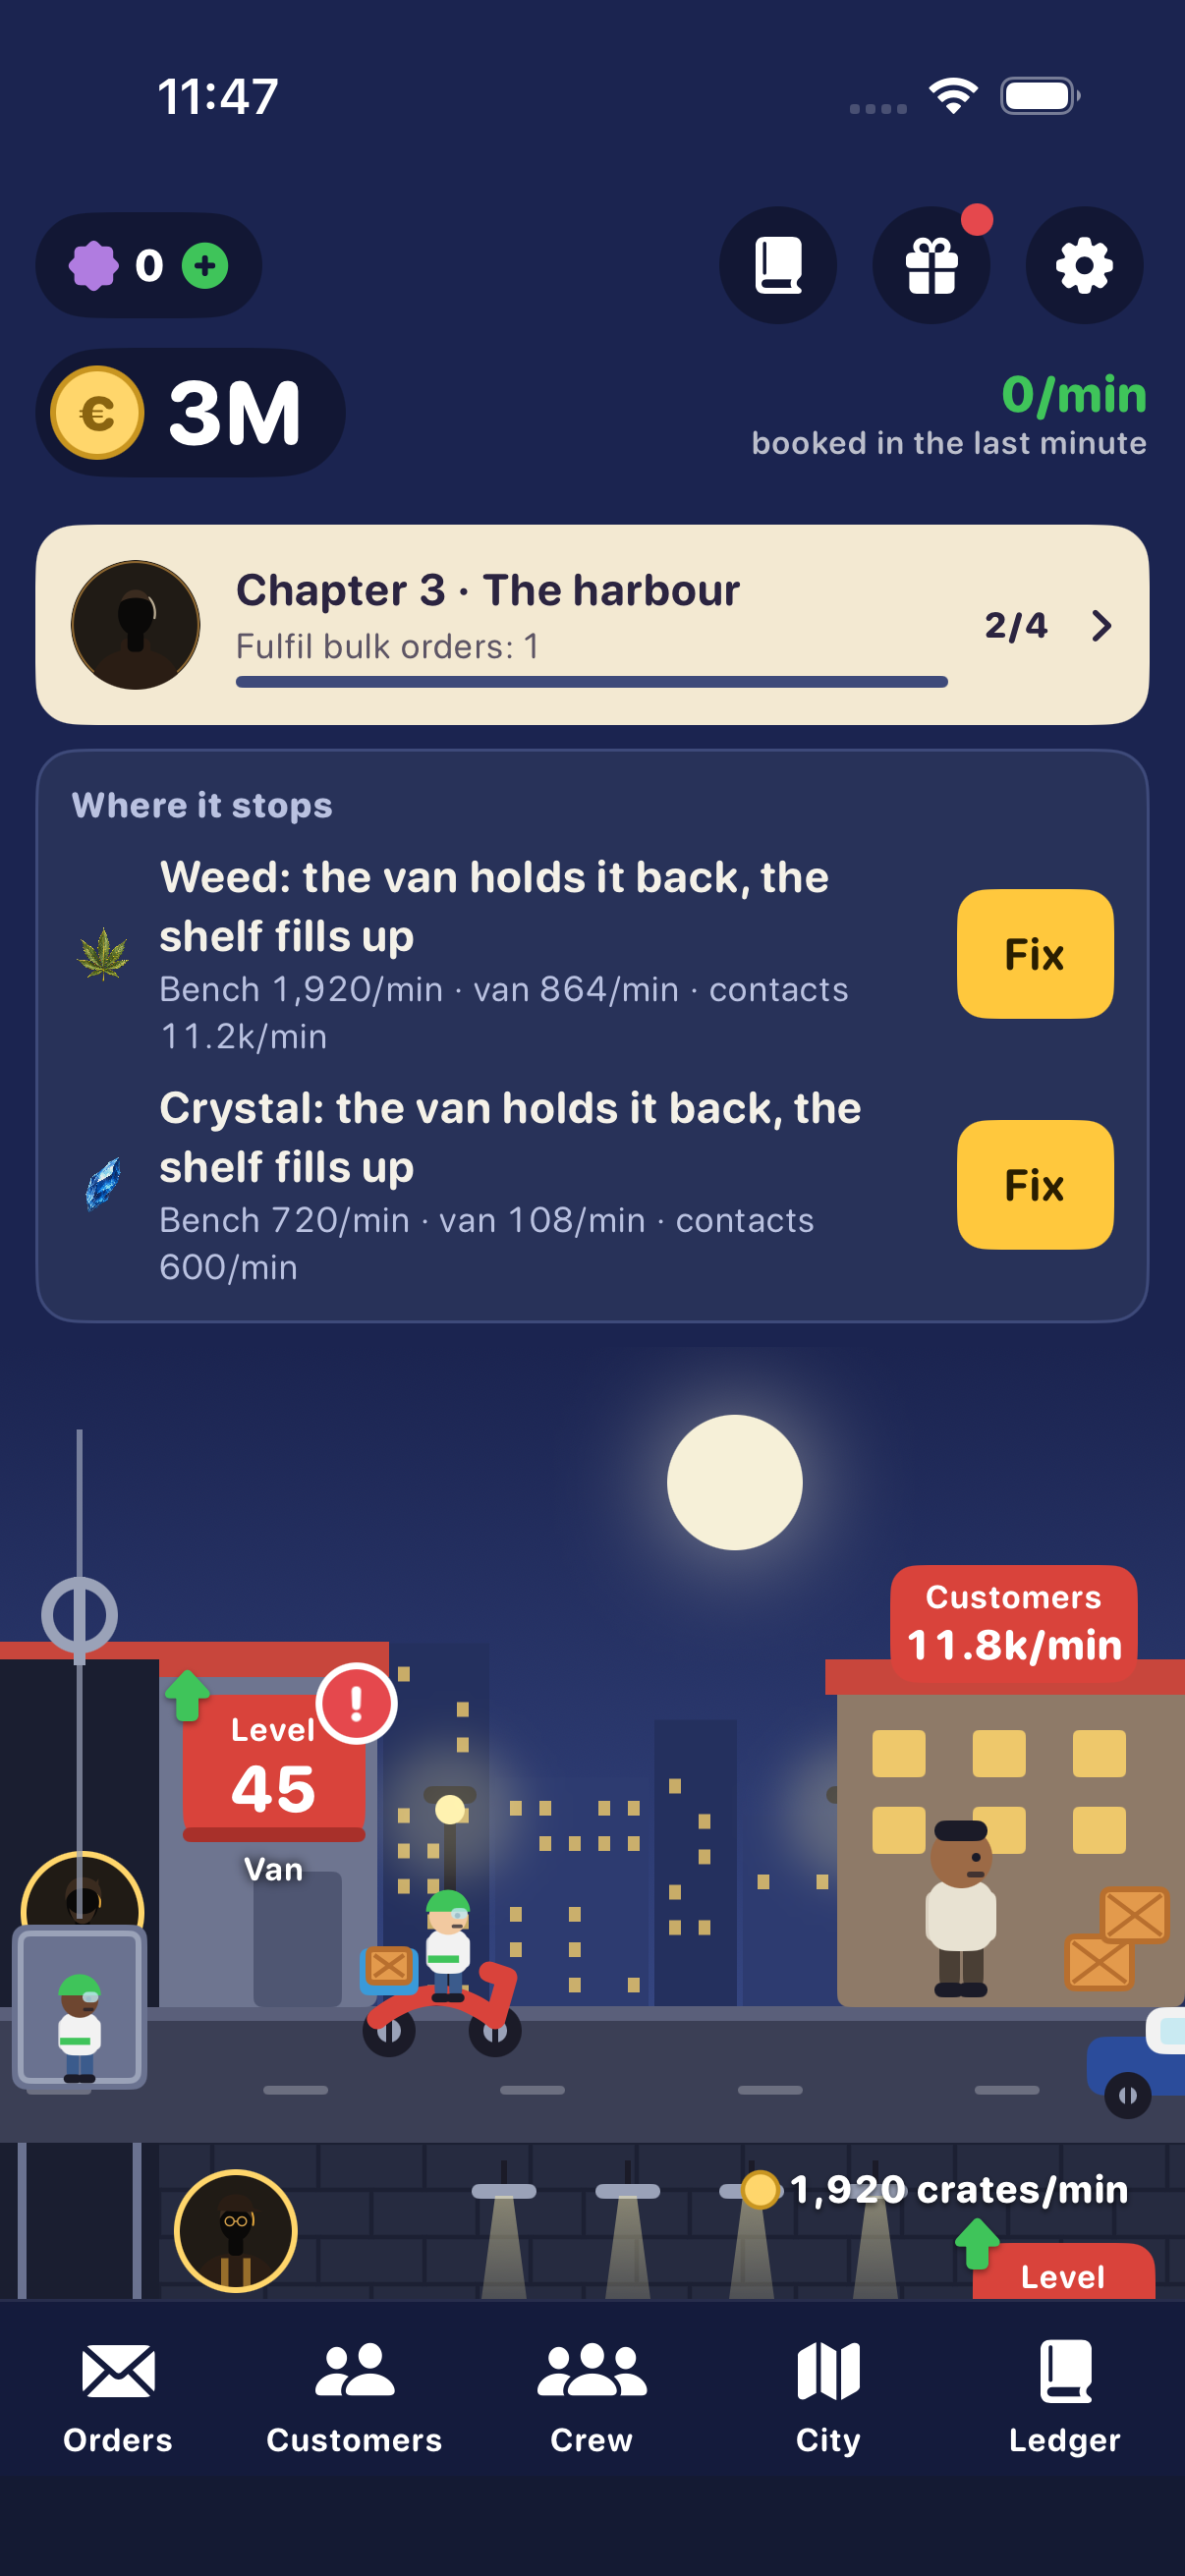 11:47
0
€ 3M
0/min
booked in the last minute
Chapter 3 · The harbour
Fulfil bulk orders: 1
2/4
Where it stops
Weed: the van holds it back, the
shelf fills up
Bench 1,920/min · van 864/min · contacts
11.2k/min
Fix
Crystal: the van holds it back, the
shelf fills up
Bench 720/min · van 108/min · contacts
600/min
Fix
Customers
11.8k/min
Level
45
!
Van
1,920 crates/min
Level
Orders
Customers
Crew
City
Ledger